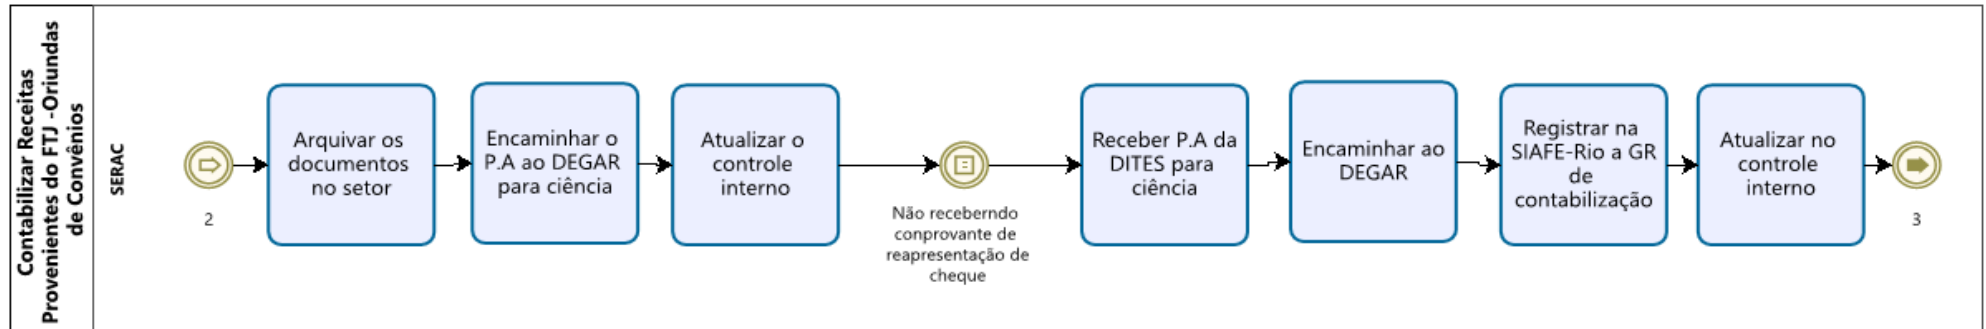 Contabilizar Receitas
Provenientes do FTJ -Oriundas
de Convênios
SERAC
2
Arquivar os
documentos
no setor
Encaminhar o
P.A ao DEGAR
para ciência
Atualizar o
controle
interno
Não receberndo
conprovante de
reapresentação de
cheque
Receber P.A da
DITES para
ciência
Encaminhar ao
DEGAR
Registrar na
SIAFE-Rio a GR
de
contabilização
Atualizar no
controle
interno
3